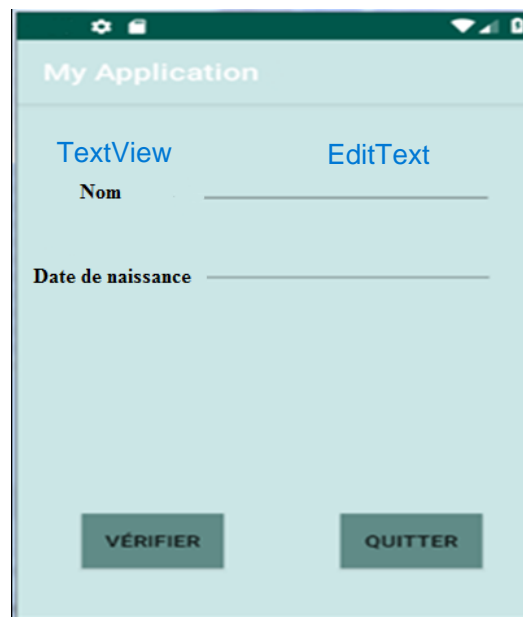 My Application
TextView EditText
Nom
Date de naissance
VÉRIFIER QUITTER